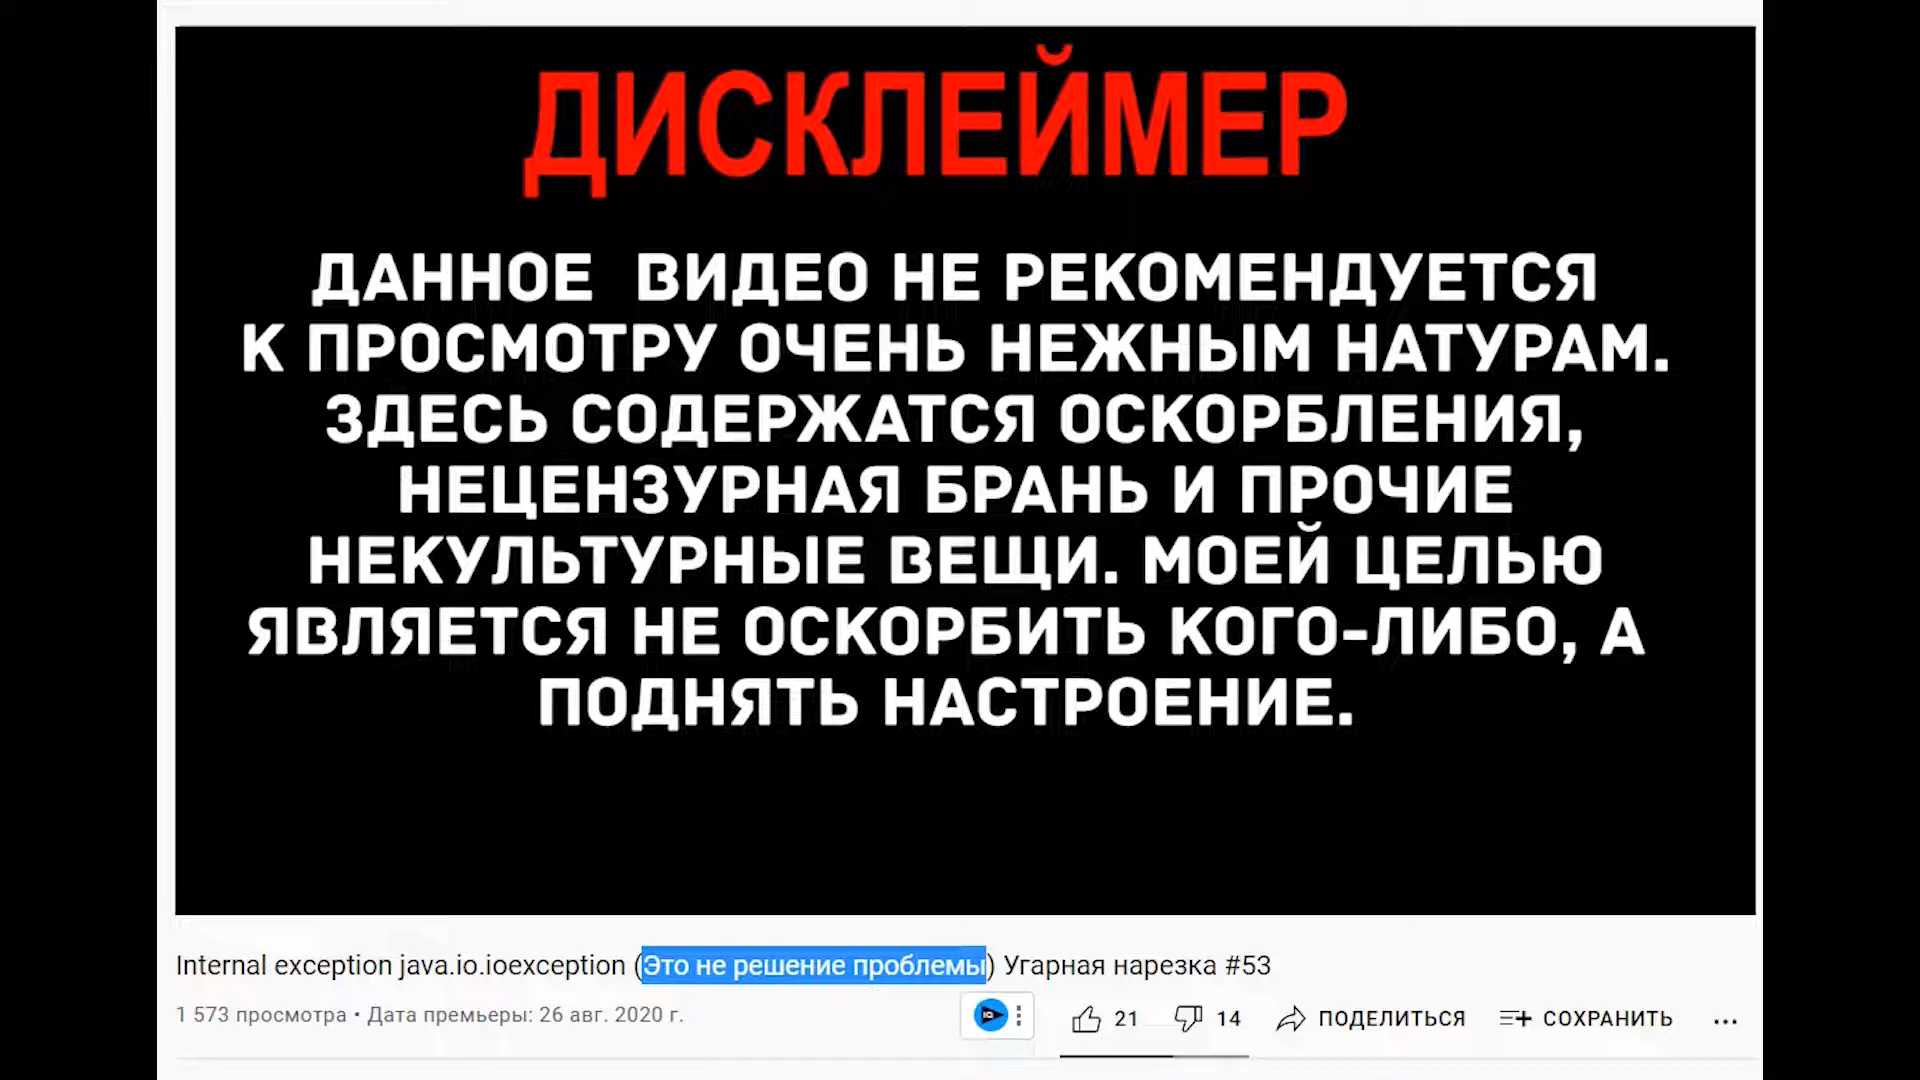 ДИСКЛЕЙМЕР
ДАННОЕ ВИДЕО НЕ РЕКОМЕНДУЕТСЯ
К ПРОСМОТРУ ОЧЕНЬ НЕЖНЫМ НАТУРАМ.
ЗДЕСЬ СОДЕРЖАТСЯ ОСКОРБЛЕНИЯ,
НЕЦЕНЗУРНАЯ БРАНЬ И ПРОЧИЕ
НЕКУЛЬТУРНЫЕ ВЕЩИ. МОЕЙ ЦЕЛЬЮ
ЯВЛЯЕТСЯ НЕ ОСКОРБИТЬ КОГО-ЛИБО, А
ПОДНЯТЬ НАСТРОЕНИЕ.
Internal exception java.io.ioexception (Это не решение проблемы) Угарная нарезка #53
1 573 просмотра • Дата премьеры: 26 авг. 2020 г.
21 14 ПОДЕЛИТЬСЯ СОХРАНИТЬ